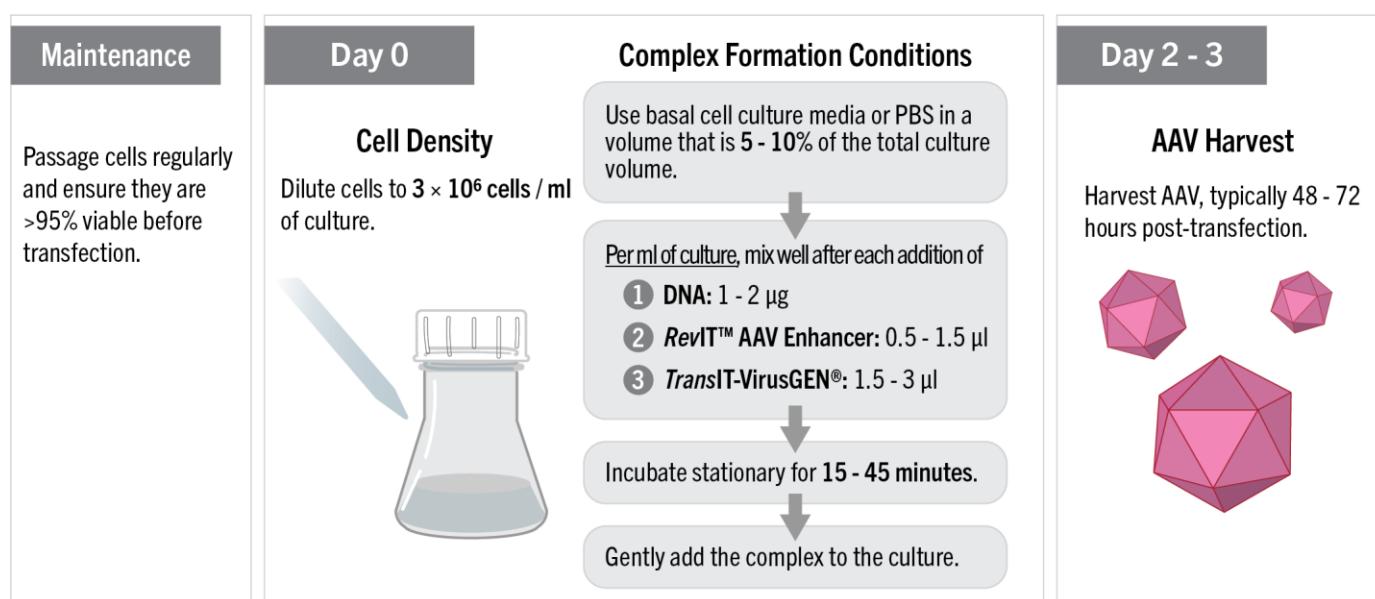 Maintenance
Passage cells regularly
and ensure they are
>95% viable before
transfection.
Day 0
Cell Density
Dilute cells to 3 × 10⁶ cells / ml
of culture.
Complex Formation Conditions
Use basal cell culture media or PBS in a
volume that is 5 - 10% of the total culture
volume.
Per ml of culture, mix well after each addition of
1 DNA: 1 - 2 µg
2 RevIT™ AAV Enhancer: 0.5 - 1.5 µl
3 TransIT-VirusGEN®: 1.5 - 3 µl
Incubate stationary for 15 - 45 minutes.
Gently add the complex to the culture.
Day 2 - 3
AAV Harvest
Harvest AAV, typically 48 - 72
hours post-transfection.